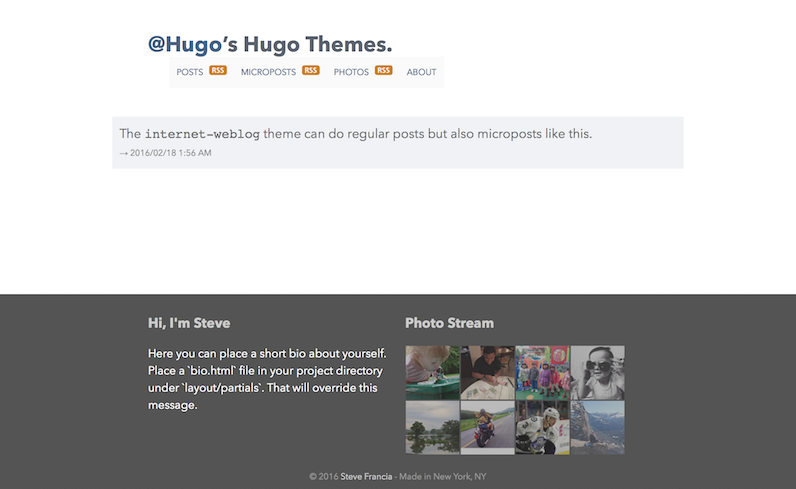 @Hugo’s Hugo Themes.
POSTS RSS MICROPOSTS RSS PHOTOS RSS ABOUT
The internet-weblog theme can do regular posts but also microposts like this.
→ 2016/02/18 1:56 AM
Hi, I'm Steve
Here you can place a short bio about yourself.
Place a `bio.html` file in your project directory
under `layout/partials`. That will override this
message.
Photo Stream
© 2016 Steve Francia - Made in New York, NY